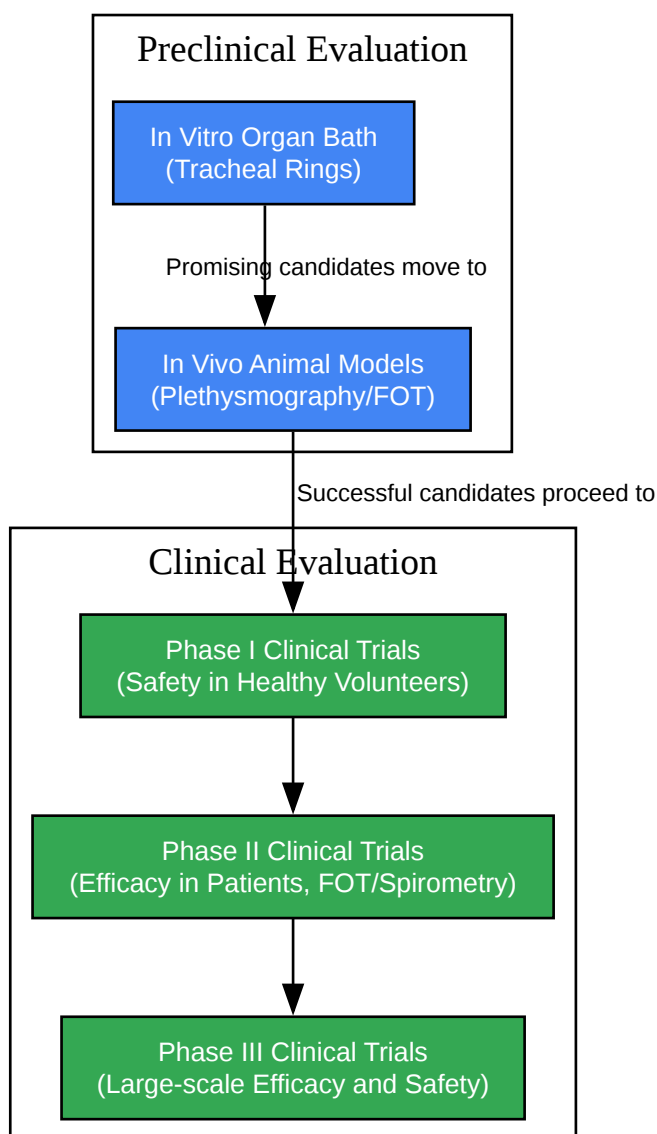 Preclinical Evaluation
In Vitro Organ Bath
(Tracheal Rings)
Promising candidates move to
In Vivo Animal Models
(Plethysmography/FOT)
Successful candidates proceed to
Clinical Evaluation
Phase I Clinical Trials
(Safety in Healthy Volunteers)
Phase II Clinical Trials
(Efficacy in Patients, FOT/Spirometry)
Phase III Clinical Trials
(Large-scale Efficacy and Safety)